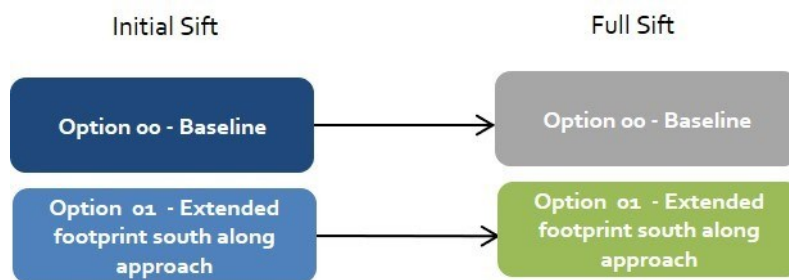 Initial Sift
Full Sift
Option 00 - Baseline
Option 00 - Baseline
Option 01 - Extended
footprint south along
approach
Option 01 - Extended
footprint south along
approach